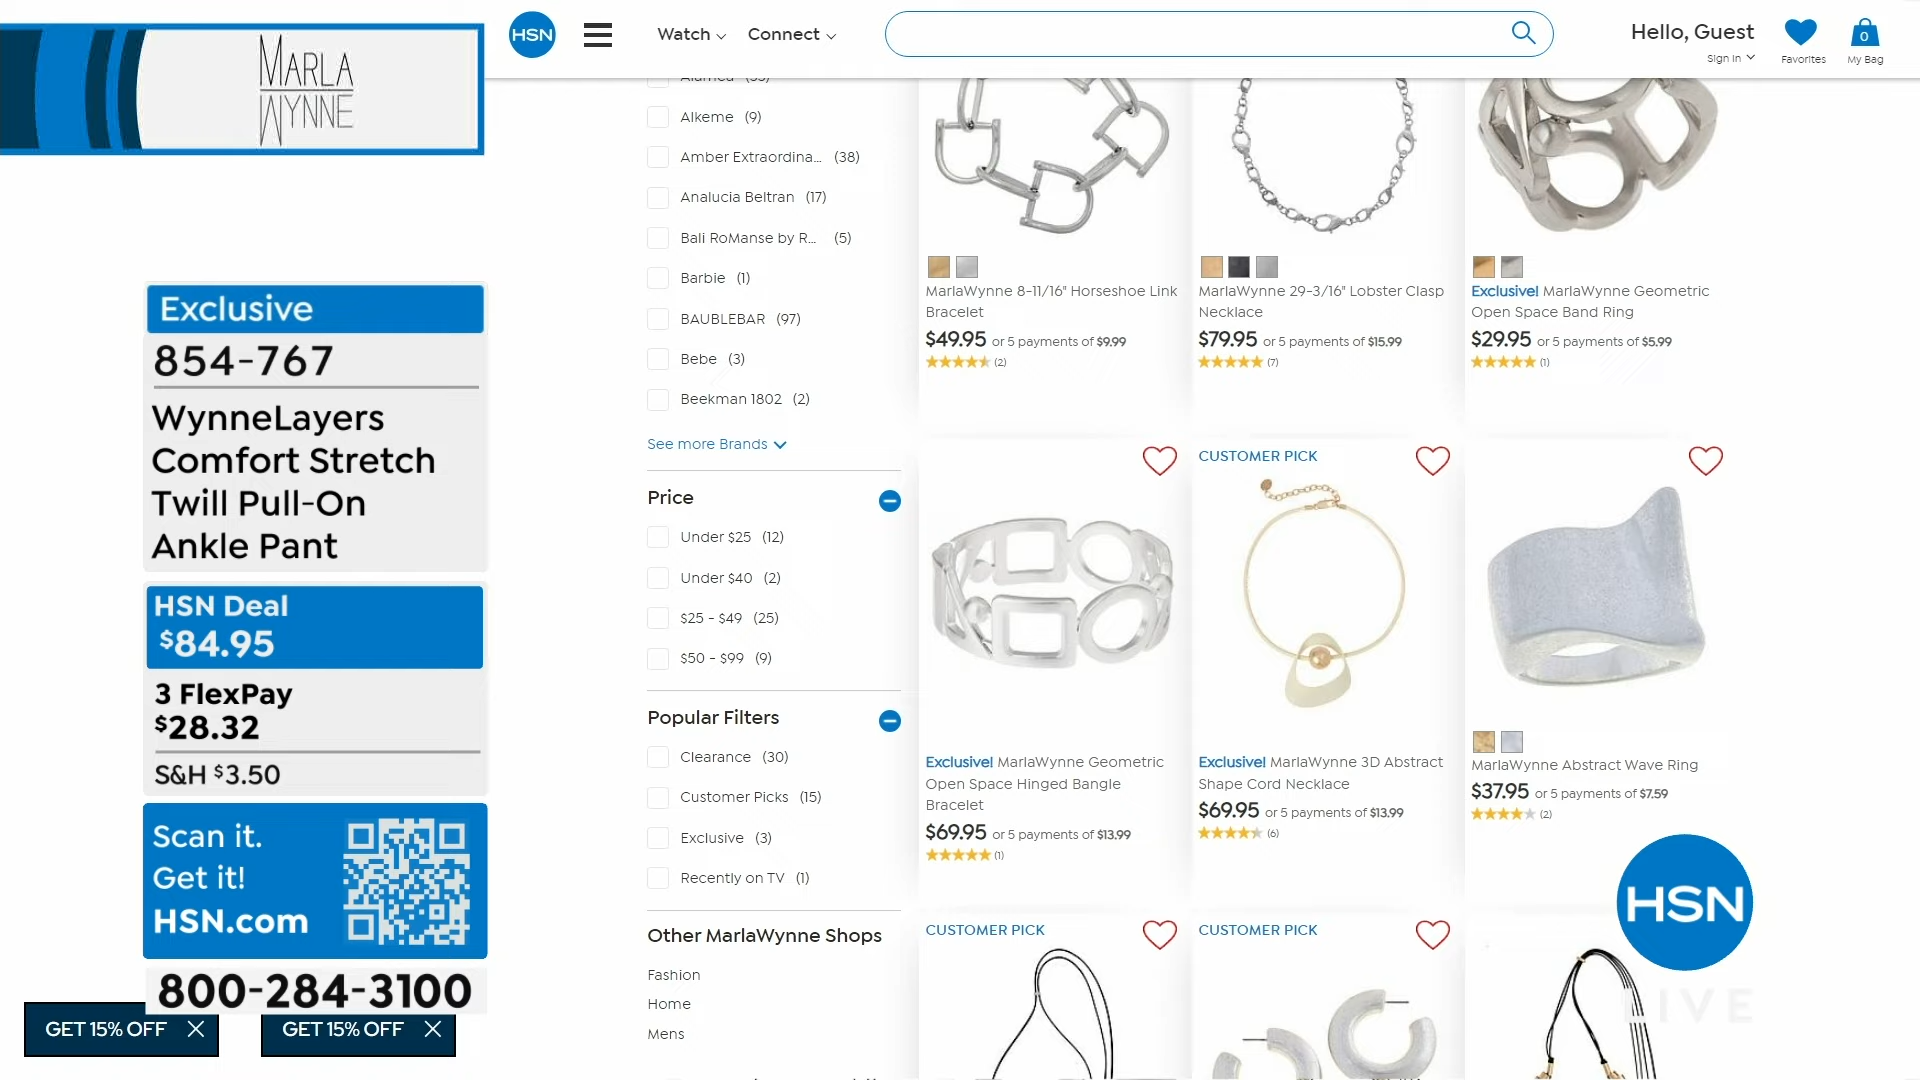 MARLA
WYNNE
Exclusive
854-767
WynneLayers
Comfort Stretch
Twill Pull-On
Ankle Pant
HSN Deal
$84.95
3 FlexPay
$28.32
S&H $3.50
Scan it.
Get it!
HSN.com
800-284-3100
GET 15% OFF
GET 15% OFF
HSN
Watch
Connect
Hello, Guest
Sign In
Favorites
0
My Bag
Alkeme (9)
Amber Extraordina... (38)
Analucia Beltran (17)
Bali RoManse by R... (5)
Barbie (1)
BAUBLEBAR (97)
Bebe (3)
Beekman 1802 (2)
See more Brands
Price
Under $25 (12)
Under $40 (2)
$25 - $49 (25)
$50 - $99 (9)
Popular Filters
Clearance (30)
Customer Picks (15)
Exclusive (3)
Recently on TV (1)
Other MarlaWynne Shops
Fashion
Home
Mens
MarlaWynne 8-11/16" Horseshoe Link
Bracelet
$49.95 or 5 payments of $9.99
(2)
MarlaWynne 29-3/16" Lobster Clasp
Necklace
$79.95 or 5 payments of $15.99
(7)
Exclusive! MarlaWynne Geometric
Open Space Band Ring
$29.95 or 5 payments of $5.99
(1)
Exclusive! MarlaWynne Geometric
Open Space Hinged Bangle
Bracelet
$69.95 or 5 payments of $13.99
(1)
CUSTOMER PICK
Exclusive! MarlaWynne 3D Abstract
Shape Cord Necklace
$69.95 or 5 payments of $13.99
(6)
MarlaWynne Abstract Wave Ring
$37.95 or 5 payments of $7.59
(2)
CUSTOMER PICK
CUSTOMER PICK
HSN
LIVE